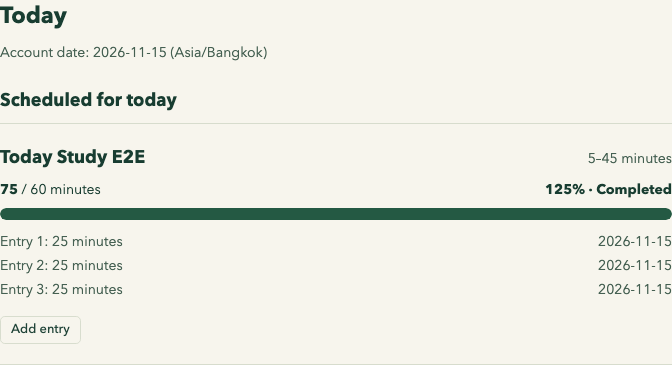 Today
Account date: 2026-11-15 (Asia/Bangkok)
Scheduled for today
Today Study E2E
5–45 minutes
75 / 60 minutes
125% · Completed
Entry 1: 25 minutes
2026-11-15
Entry 2: 25 minutes
2026-11-15
Entry 3: 25 minutes
2026-11-15
Add entry